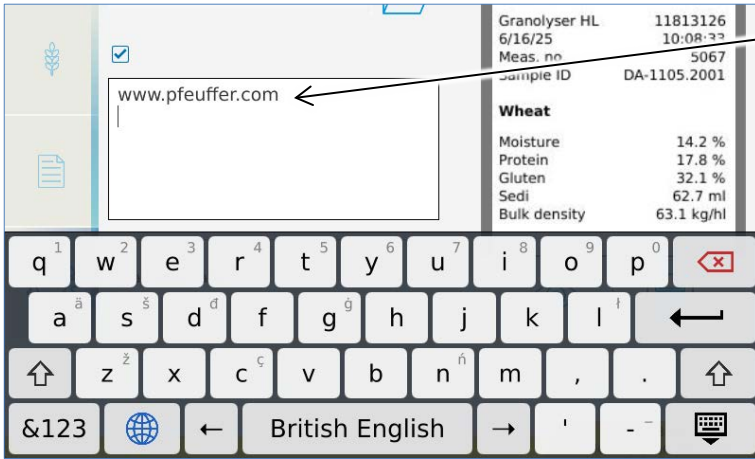 Granolyser HL 11813126
6/16/25 10:08:33
Meas. no 5067
Sample ID DA-1105.2001
www.pfeuffer.com
Wheat
Moisture 14.2 %
Protein 17.8 %
Gluten 32.1 %
Sedi 62.7 ml
Bulk density 63.1 kg/hl
q 1 w 2 e 3 r 4 t 5 y 6 u 7 i 8 o 9 p 0
a ä s š d đ f g ġ h j k l ł
z ž x c ç v b n ń m , .
&123 ← British English → ' - _